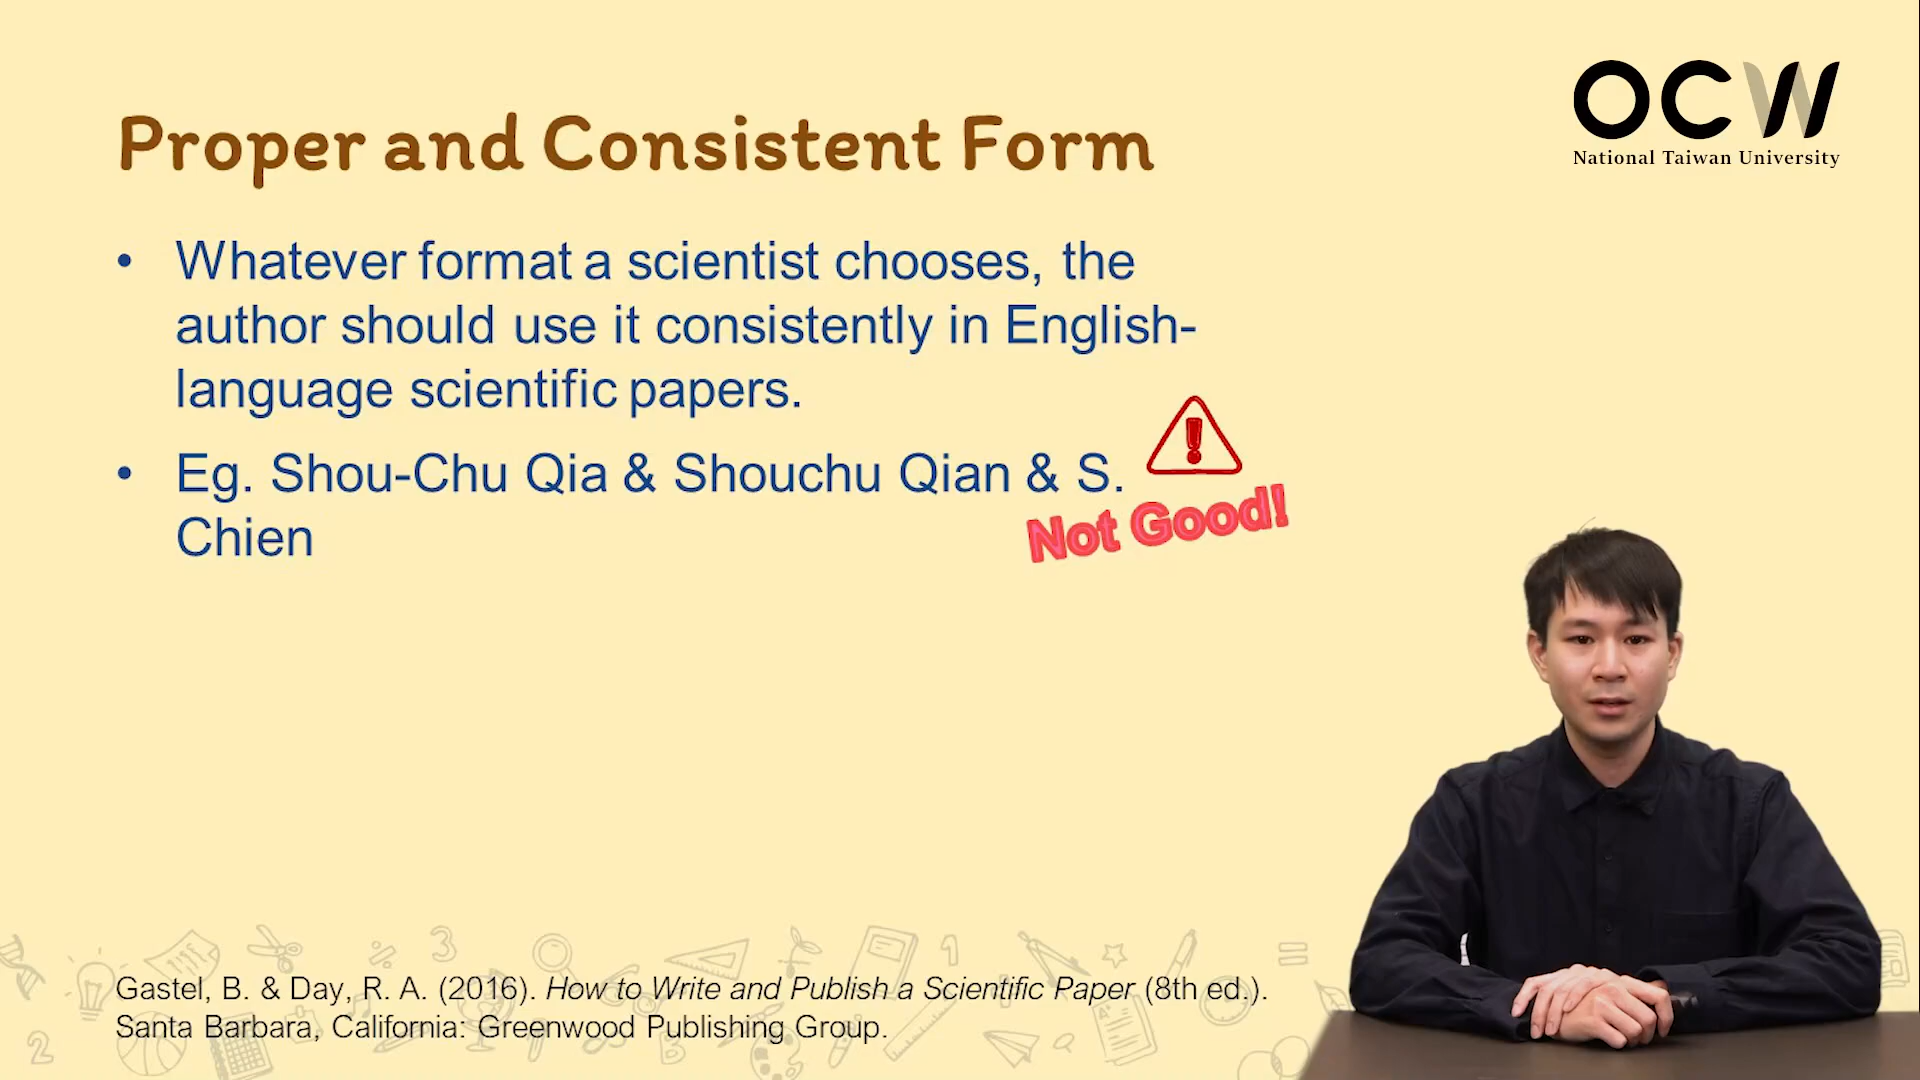 OCW
National Taiwan University
Proper and Consistent Form
• Whatever format a scientist chooses, the
author should use it consistently in English-
language scientific papers.
• Eg. Shou-Chu Qia & Shouchu Qian & S.
Chien
Not Good!
Gastel, B. & Day, R. A. (2016). How to Write and Publish a Scientific Paper (8th ed.).
Santa Barbara, California: Greenwood Publishing Group.